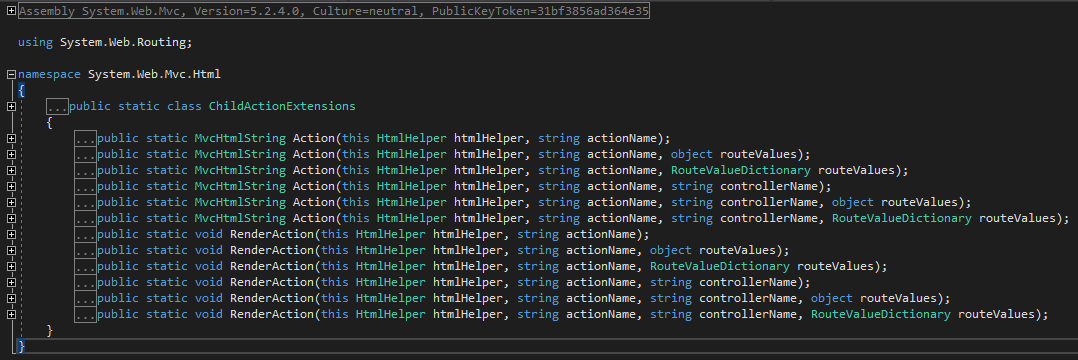 Assembly System.Web.Mvc, Version=5.2.4.0, Culture=neutral, PublicKeyToken=31bf3856ad364e35
using System.Web.Routing;
namespace System.Web.Mvc.Html
{
...public static class ChildActionExtensions
{
...public static MvcHtmlString Action(this HtmlHelper htmlHelper, string actionName);
...public static MvcHtmlString Action(this HtmlHelper htmlHelper, string actionName, object routeValues);
...public static MvcHtmlString Action(this HtmlHelper htmlHelper, string actionName, RouteValueDictionary routeValues);
...public static MvcHtmlString Action(this HtmlHelper htmlHelper, string actionName, string controllerName);
...public static MvcHtmlString Action(this HtmlHelper htmlHelper, string actionName, string controllerName, object routeValues);
...public static MvcHtmlString Action(this HtmlHelper htmlHelper, string actionName, string controllerName, RouteValueDictionary routeValues);
...public static void RenderAction(this HtmlHelper htmlHelper, string actionName);
...public static void RenderAction(this HtmlHelper htmlHelper, string actionName, object routeValues);
...public static void RenderAction(this HtmlHelper htmlHelper, string actionName, RouteValueDictionary routeValues);
...public static void RenderAction(this HtmlHelper htmlHelper, string actionName, string controllerName);
...public static void RenderAction(this HtmlHelper htmlHelper, string actionName, string controllerName, object routeValues);
...public static void RenderAction(this HtmlHelper htmlHelper, string actionName, string controllerName, RouteValueDictionary routeValues);
}
}